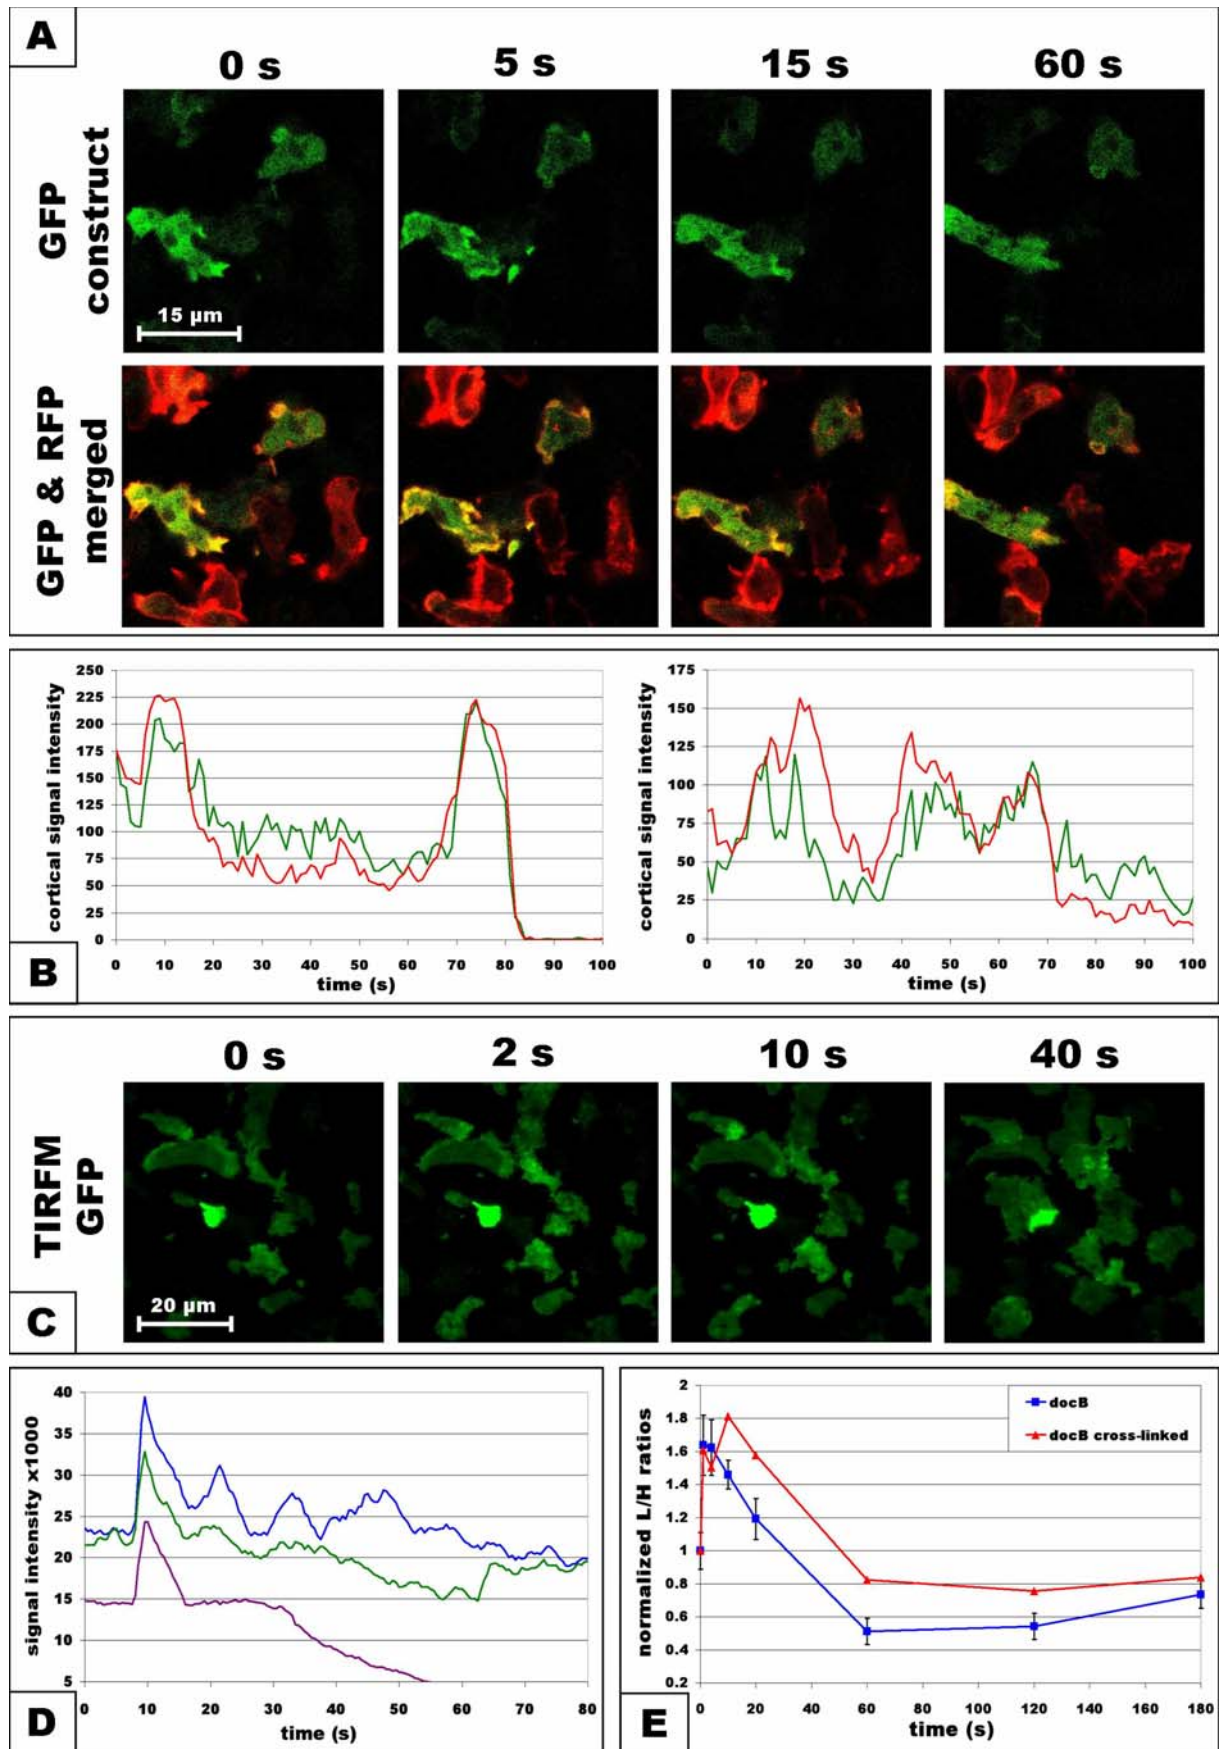 A
0 s 5 s 15 s 60 s
GFP
construct
15 µm
GFP & RFP
merged
B
cortical signal intensity
250
225
200
175
150
125
100
75
50
25
0
0 10 20 30 40 50 60 70 80 90 100
time (s)
cortical signal intensity
175
150
125
100
75
50
25
0
0 10 20 30 40 50 60 70 80 90 100
time (s)
C
0 s 2 s 10 s 40 s
TIRFM
GFP
20 µm
D
signal intensity x1000
40
35
30
25
20
15
10
5
0 10 20 30 40 50 60 70 80
time (s)
E
normalized L/H ratios
2
1.8
1.6
1.4
1.2
1
0.8
0.6
0.4
0.2
docB
docB cross-linked
0 20 40 60 80 100 120 140 160 180
time (s)